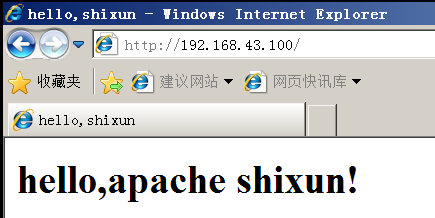 hello,shixun - Windows Internet Explorer
http://192.168.43.100/
收藏夹 建议网站 网页快讯库
hello,shixun
hello,apache shixun!